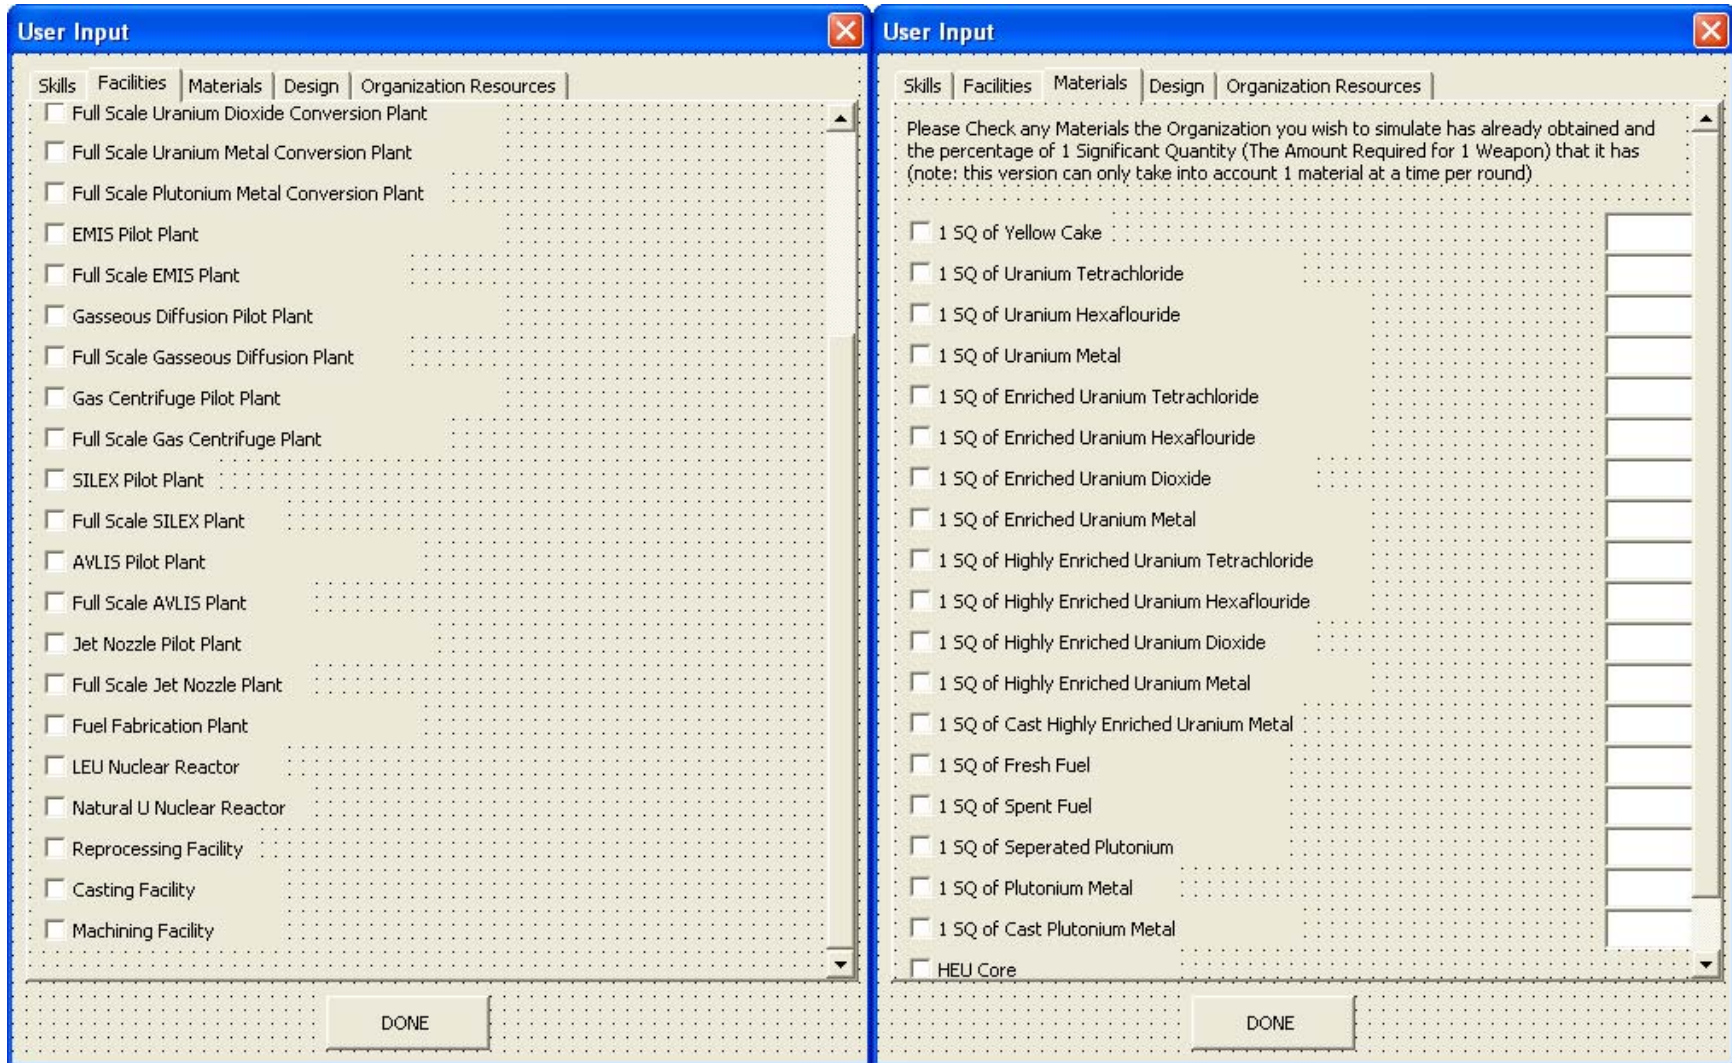 User Input
Skills
Facilities
Materials
Design
Organization Resources
Full Scale Uranium Dioxide Conversion Plant
Full Scale Uranium Metal Conversion Plant
Full Scale Plutonium Metal Conversion Plant
EMIS Pilot Plant
Full Scale EMIS Plant
Gasseous Diffusion Pilot Plant
Full Scale Gasseous Diffusion Plant
Gas Centrifuge Pilot Plant
Full Scale Gas Centrifuge Plant
SILEX Pilot Plant
Full Scale SILEX Plant
AVLIS Pilot Plant
Full Scale AVLIS Plant
Jet Nozzle Pilot Plant
Full Scale Jet Nozzle Plant
Fuel Fabrication Plant
LEU Nuclear Reactor
Natural U Nuclear Reactor
Reprocessing Facility
Casting Facility
Machining Facility
DONE
User Input
Skills
Facilities
Materials
Design
Organization Resources
Please Check any Materials the Organization you wish to simulate has already obtained and
the percentage of 1 Significant Quantity (The Amount Required for 1 Weapon) that it has
(note: this version can only take into account 1 material at a time per round)
1 SQ of Yellow Cake
1 SQ of Uranium Tetrachloride
1 SQ of Uranium Hexaflouride
1 SQ of Uranium Metal
1 SQ of Enriched Uranium Tetrachloride
1 SQ of Enriched Uranium Hexaflouride
1 SQ of Enriched Uranium Dioxide
1 SQ of Enriched Uranium Metal
1 SQ of Highly Enriched Uranium Tetrachloride
1 SQ of Highly Enriched Uranium Hexaflouride
1 SQ of Highly Enriched Uranium Dioxide
1 SQ of Highly Enriched Uranium Metal
1 SQ of Cast Highly Enriched Uranium Metal
1 SQ of Fresh Fuel
1 SQ of Spent Fuel
1 SQ of Seperated Plutonium
1 SQ of Plutonium Metal
1 SQ of Cast Plutonium Metal
HEU Core
DONE